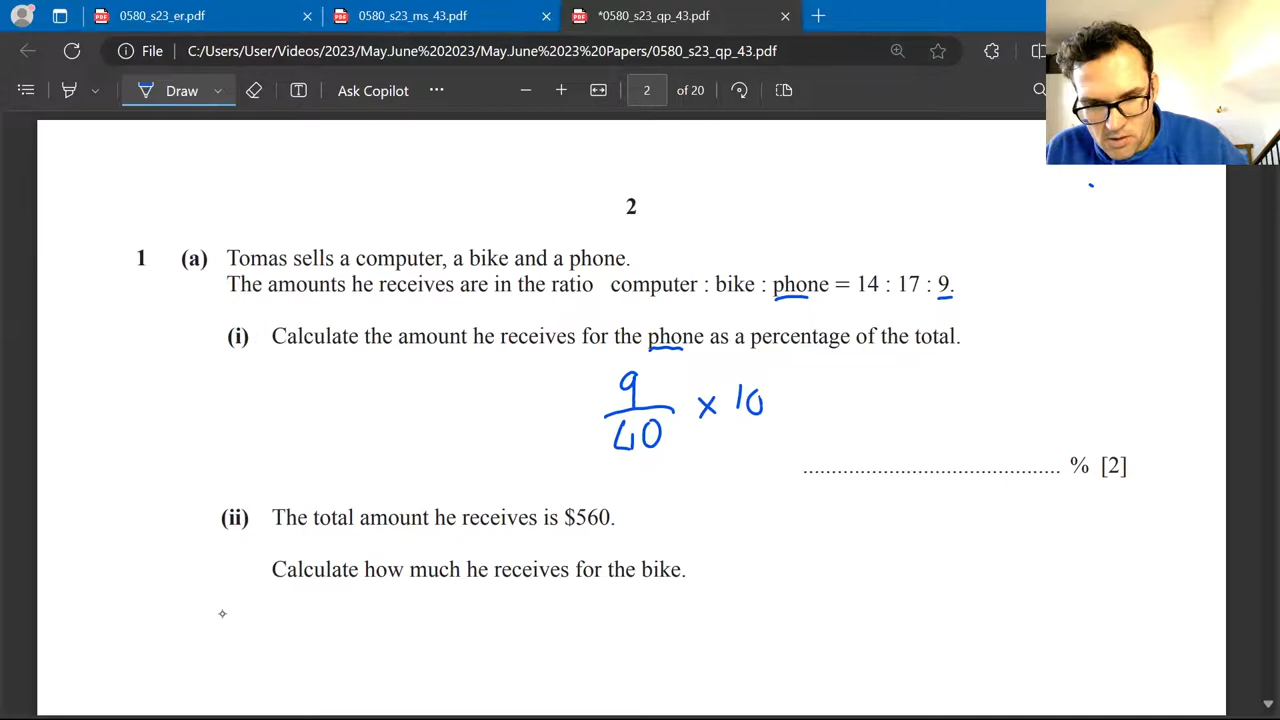 0580_s23_er.pdf
0580_s23_ms_43.pdf
*0580_s23_qp_43.pdf
File C:/Users/User/Videos/2023/May.June%202023/May.June%2023%20Papers/0580_s23_qp_43.pdf
Draw Ask Copilot 2 of 20
2
1 (a) Tomas sells a computer, a bike and a phone.
The amounts he receives are in the ratio computer : bike : phone = 14 : 17 : 9.
(i) Calculate the amount he receives for the phone as a percentage of the total.
9
× 10
40
........................................... % [2]
(ii) The total amount he receives is $560.
Calculate how much he receives for the bike.